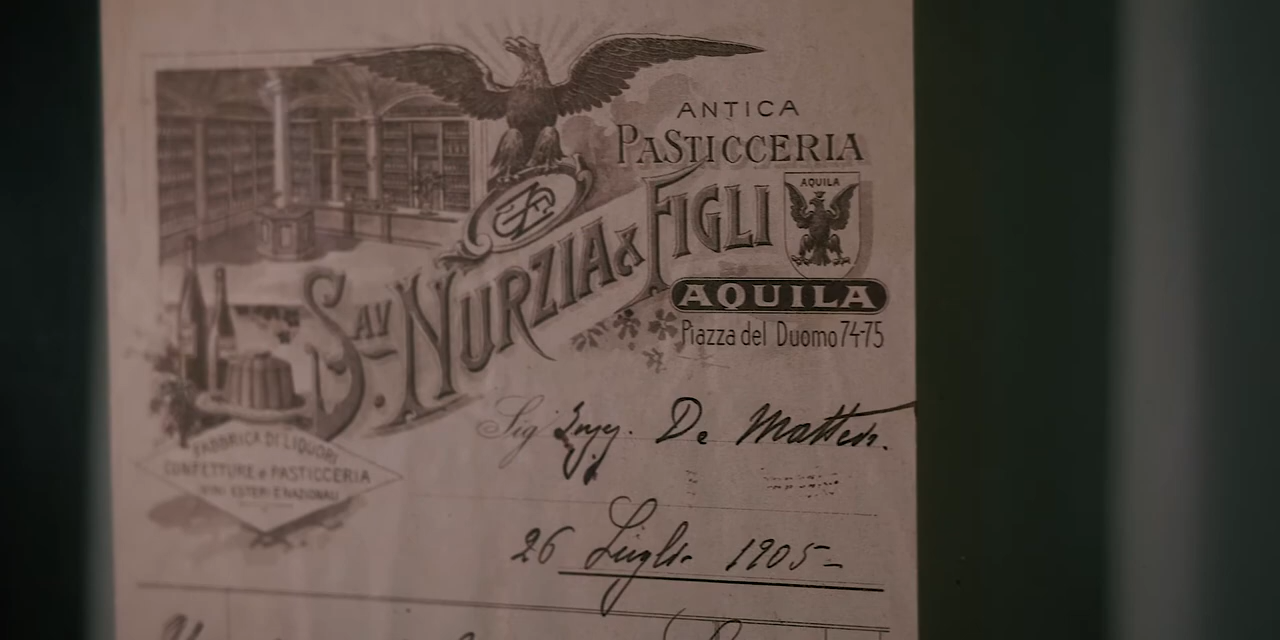 ANTICA
PASTICCERIA
SAV. NURZIA & FIGLI
AQUILA
AQUILA
Piazza del Duomo 74-75
FABBRICA DI LIQUORI
CONFETTURE e PASTICCERIA
VINI ESTERI E NAZIONALI
Sig Ing. De Matteis.
26 Luglio 1905-